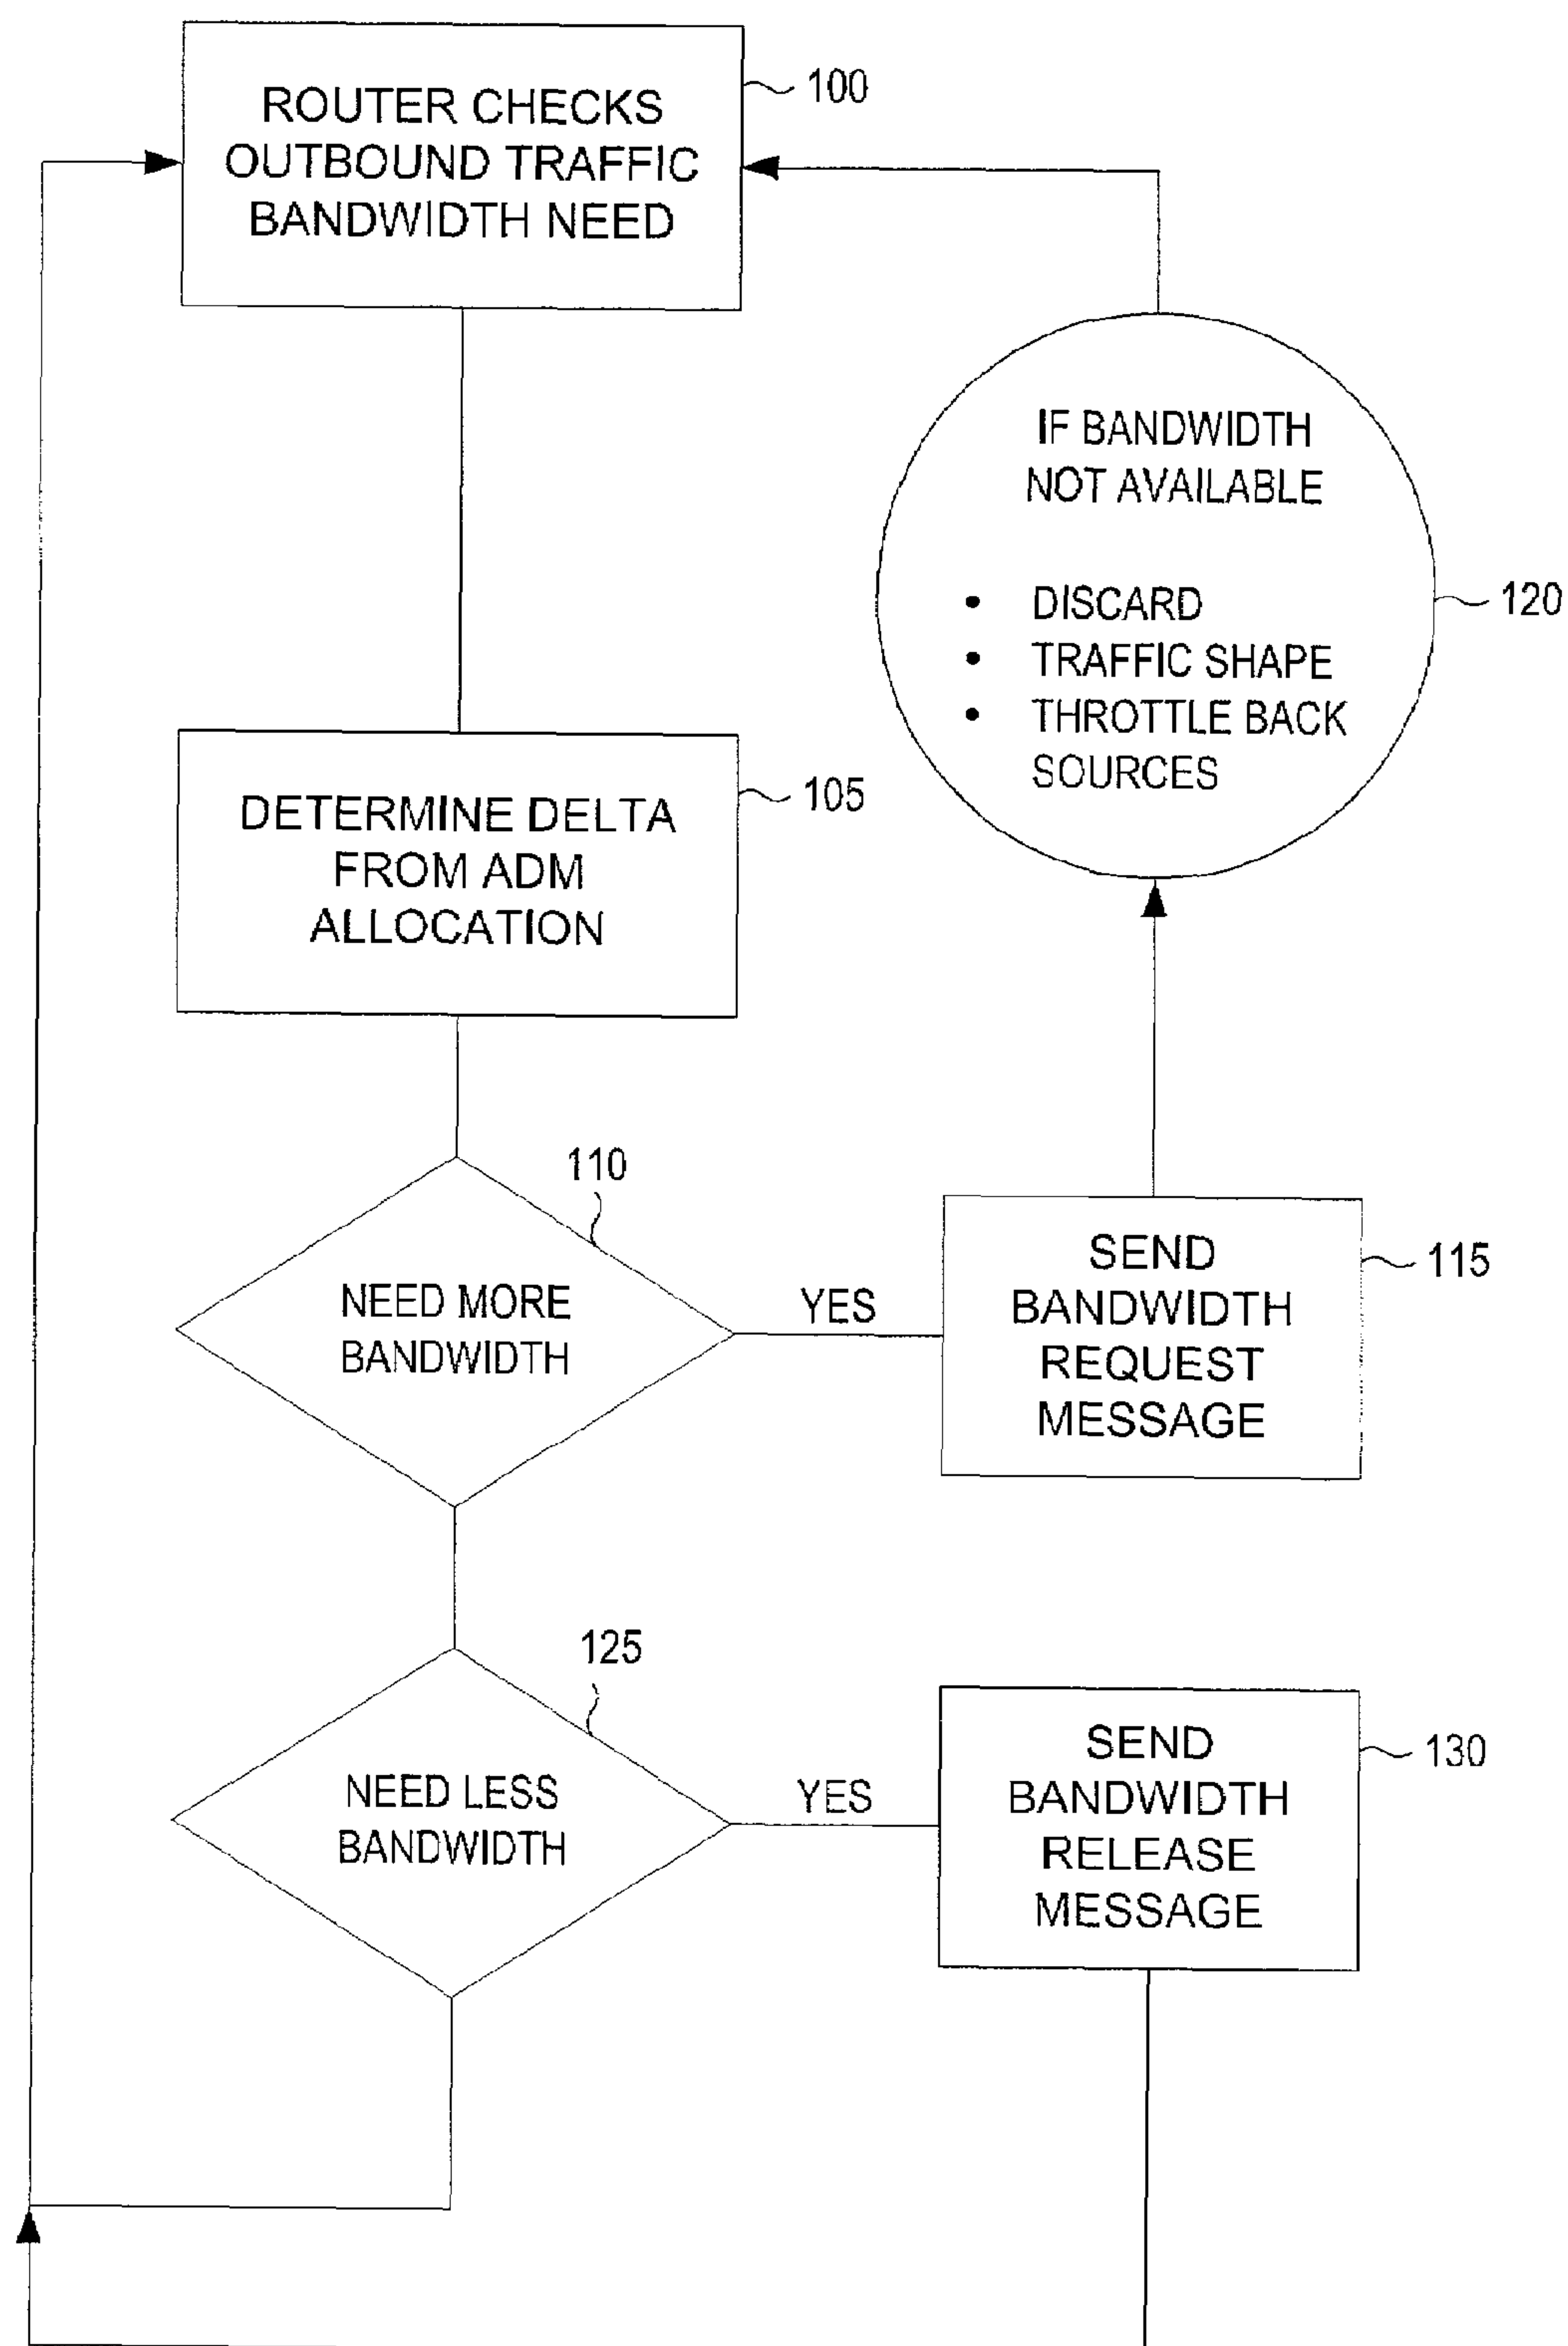 ROUTER CHECKS
OUTBOUND TRAFFIC
BANDWIDTH NEED
100
IF BANDWIDTH
NOT AVAILABLE
• DISCARD
• TRAFFIC SHAPE
• THROTTLE BACK
SOURCES
120
DETERMINE DELTA
FROM ADM
ALLOCATION
105
110
NEED MORE
BANDWIDTH
YES
SEND
BANDWIDTH
REQUEST
MESSAGE
115
125
NEED LESS
BANDWIDTH
YES
SEND
BANDWIDTH
RELEASE
MESSAGE
130